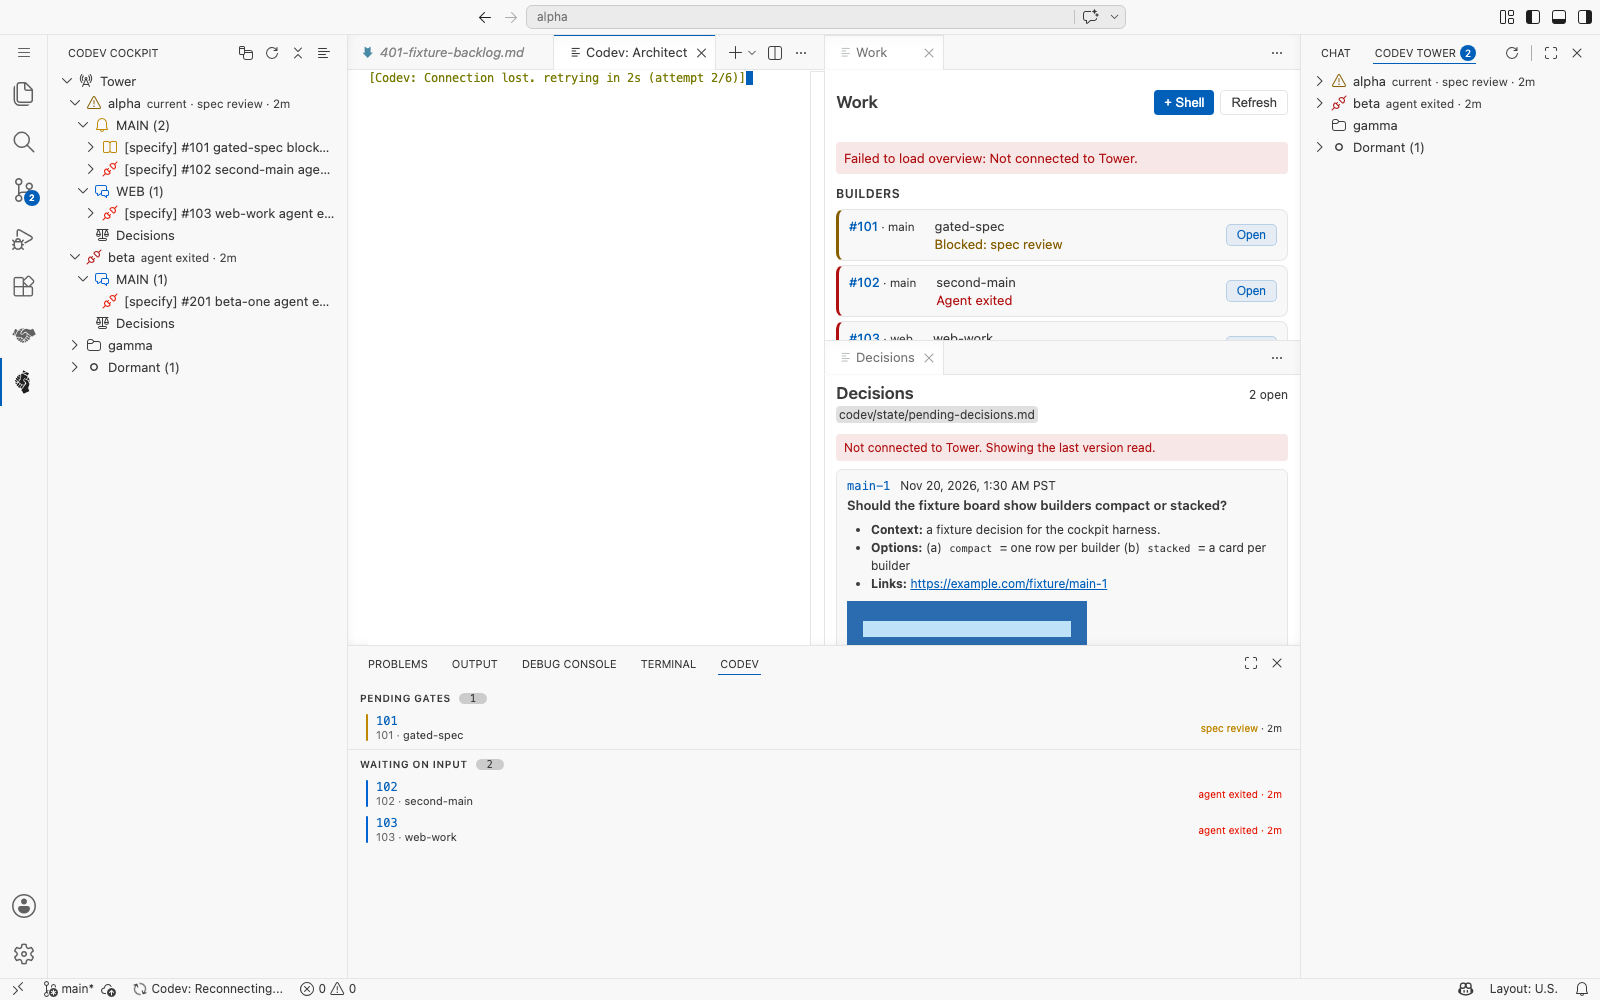 alpha
CODEV COCKPIT
Tower
alpha current · spec review · 2m
MAIN (2)
[specify] #101 gated-spec block...
[specify] #102 second-main age...
WEB (1)
[specify] #103 web-work agent e...
Decisions
beta agent exited · 2m
MAIN (1)
[specify] #201 beta-one agent e...
Decisions
gamma
Dormant (1)
2
401-fixture-backlog.md
Codev: Architect
[Codev: Connection lost. retrying in 2s (attempt 2/6)]
Work
Work
+ Shell
Refresh
Failed to load overview: Not connected to Tower.
BUILDERS
#101 · main gated-spec
Blocked: spec review
Open
#102 · main second-main
Agent exited
Open
#103 · web web-work
Decisions
Decisions
2 open
codev/state/pending-decisions.md
Not connected to Tower. Showing the last version read.
main-1 Nov 20, 2026, 1:30 AM PST
Should the fixture board show builders compact or stacked?
• Context: a fixture decision for the cockpit harness.
• Options: (a) compact = one row per builder (b) stacked = a card per
builder
• Links: https://example.com/fixture/main-1
PROBLEMS
OUTPUT
DEBUG CONSOLE
TERMINAL
CODEV
PENDING GATES 1
101
101 · gated-spec
spec review · 2m
WAITING ON INPUT 2
102
102 · second-main
agent exited · 2m
103
103 · web-work
agent exited · 2m
CHAT
CODEV TOWER 2
alpha current · spec review · 2m
beta agent exited · 2m
gamma
Dormant (1)
main*
Codev: Reconnecting...
0
0
Layout: U.S.